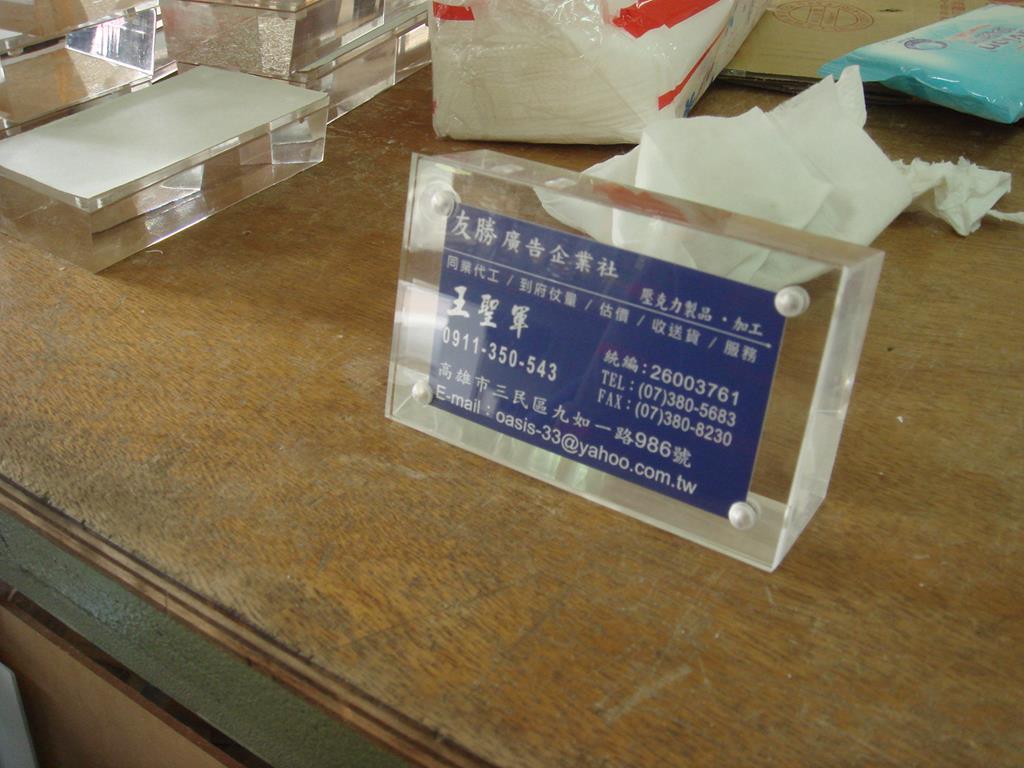 友勝廣告企業社
壓克力製品・加工
同業代工 / 到府仗量 / 估價 / 收送貨 / 服務
王聖軍
0911-350-543
統編:26003761
TEL:(07)380-5683
FAX:(07)380-8230
高雄市三民區九如一路986號
E-mail:oasis-33@yahoo.com.tw